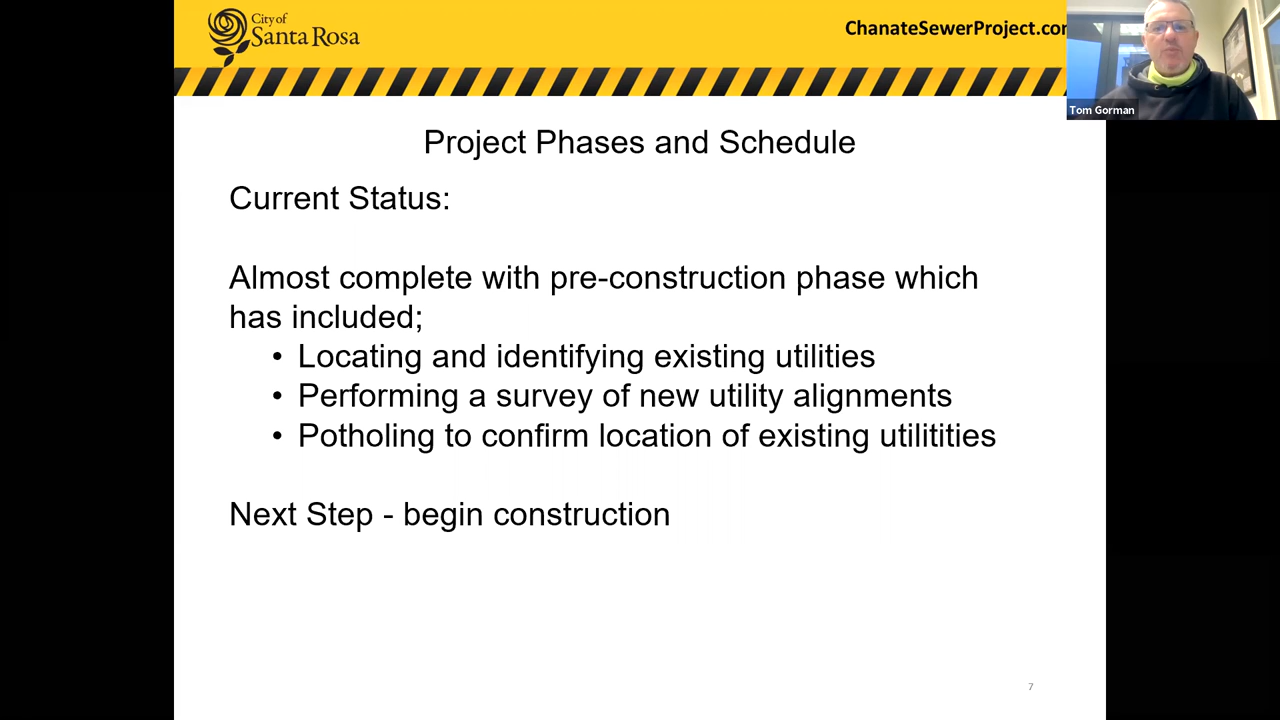 City of
Santa Rosa
ChanateSewerProject.com
Tom Gorman
Project Phases and Schedule
Current Status:
Almost complete with pre-construction phase which
has included;
• Locating and identifying existing utilities
• Performing a survey of new utility alignments
• Potholing to confirm location of existing utilitities
Next Step - begin construction
7